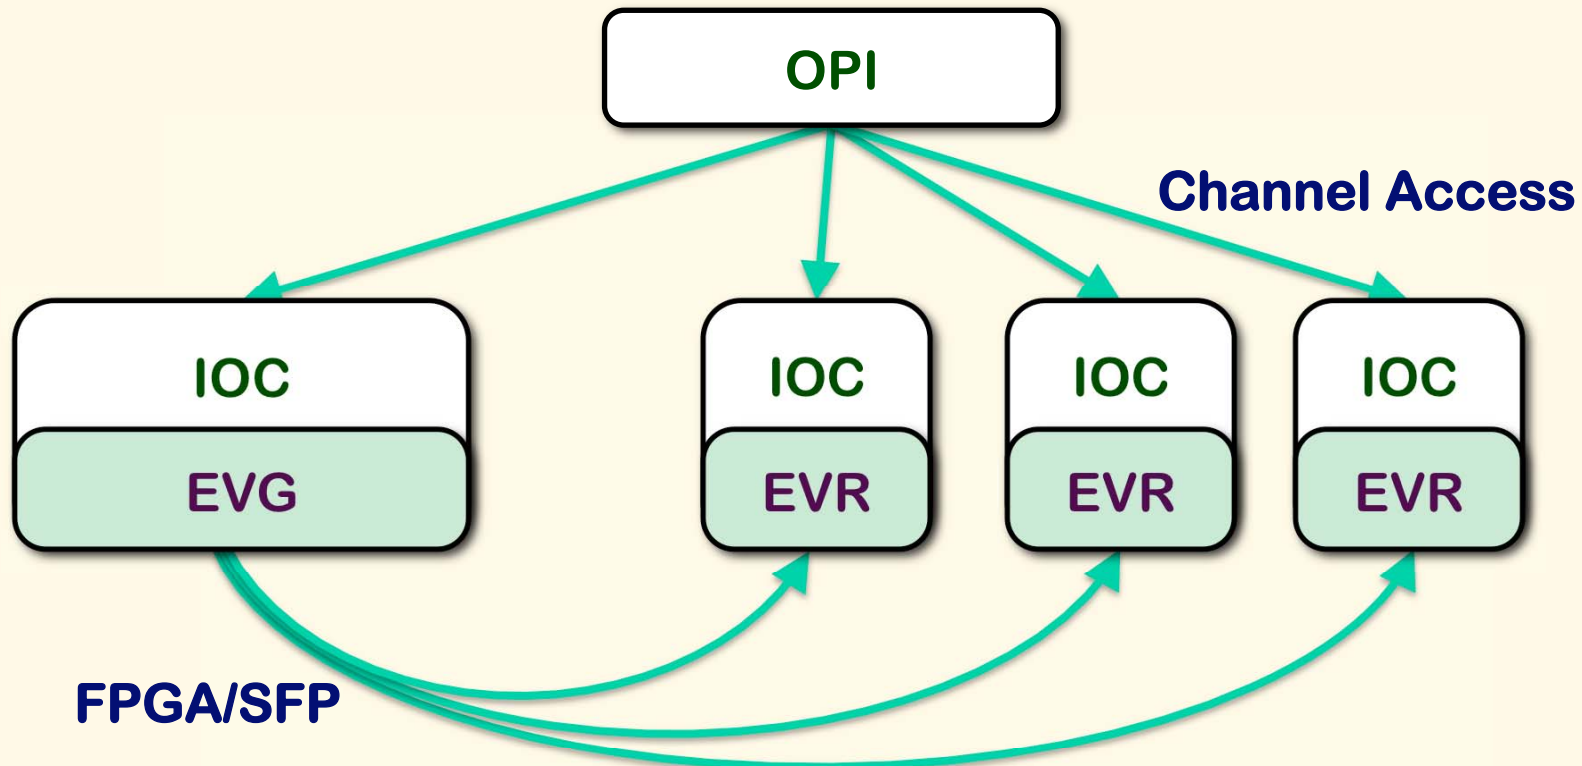 OPI
Channel Access
IOC
IOC
IOC
IOC
EVG
EVR
EVR
EVR
FPGA/SFP